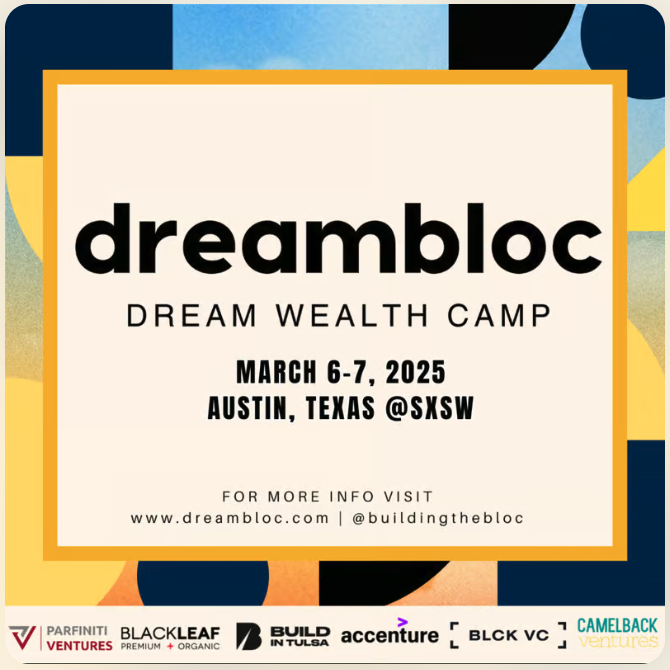 dreambloc
DREAM WEALTH CAMP
MARCH 6-7, 2025
AUSTIN, TEXAS @SXSW
FOR MORE INFO VISIT
www.dreambloc.com | @buildingthebloc
PARFINITI
VENTURES
BLACKLEAF
PREMIUM + ORGANIC
BUILD
IN TULSA
accenture
BLCK VC
CAMELBACK
ventures